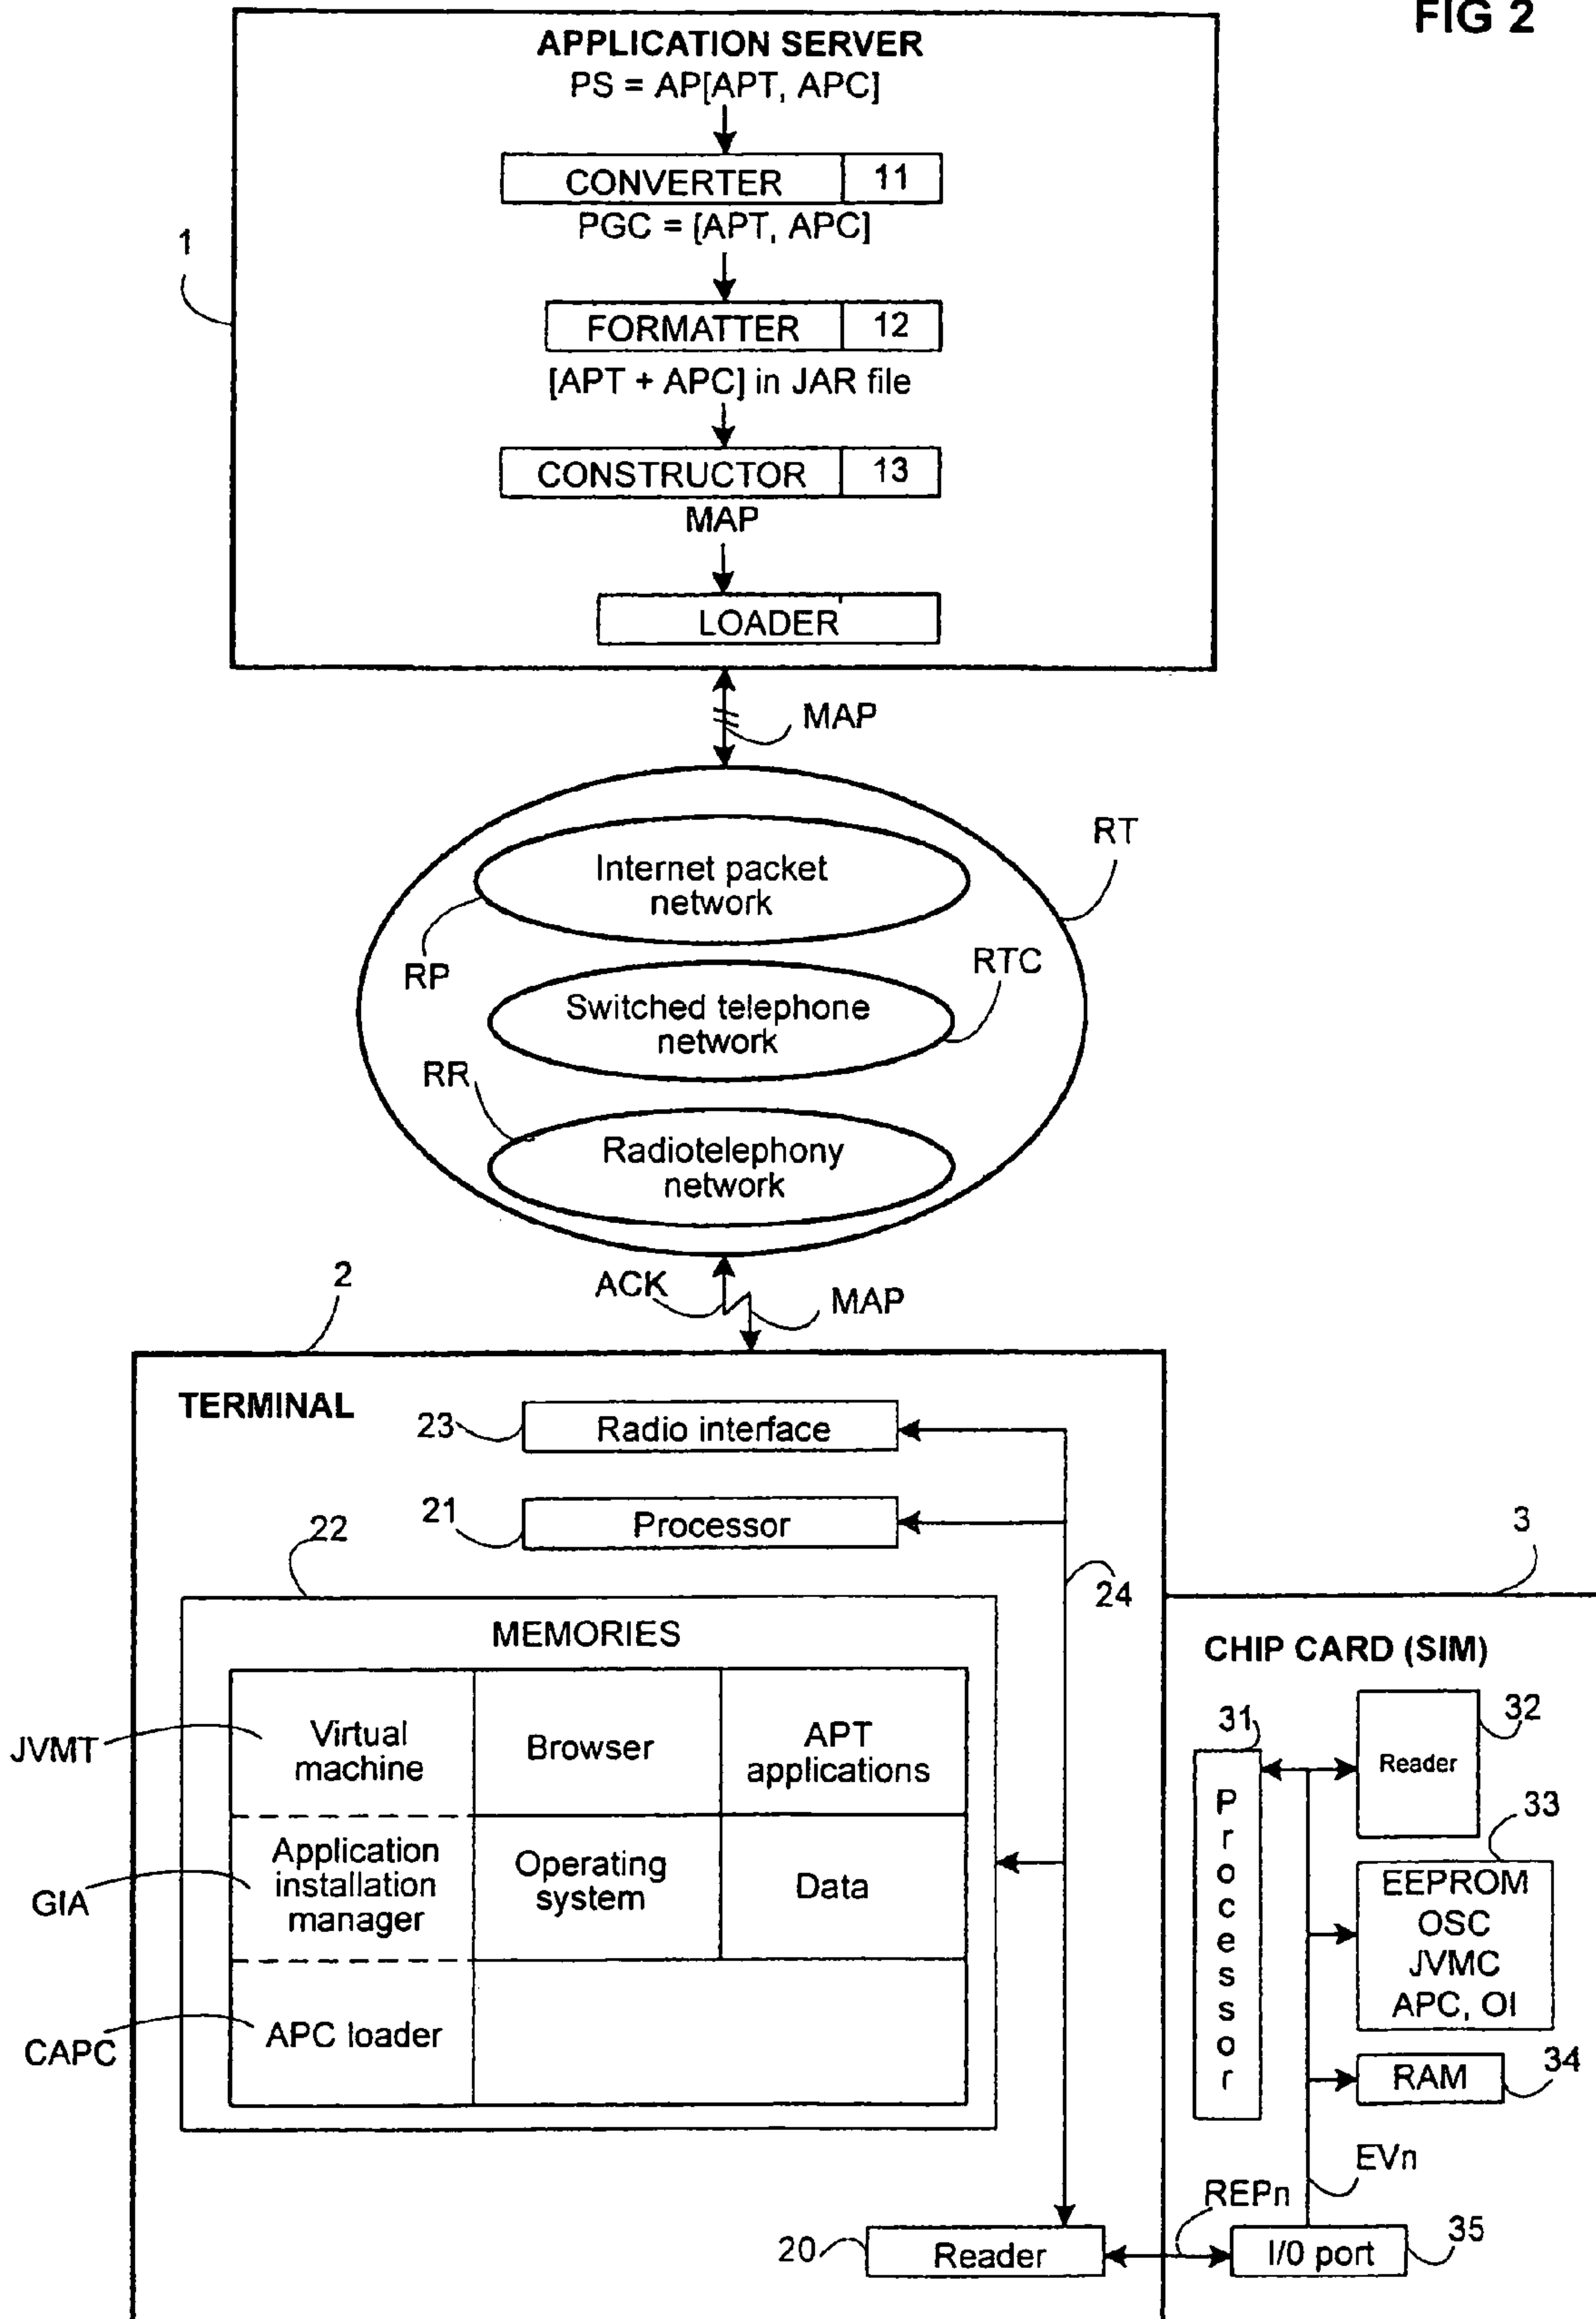 FIG 2
APPLICATION SERVER
PS = AP[APT, APC]
CONVERTER 11
PGC = [APT, APC]
1
FORMATTER 12
[APT + APC] in JAR file
CONSTRUCTOR 13
MAP
LOADER
MAP
RT
Internet packet
network
RP
RTC
Switched telephone
network
RR
Radiotelephony
network
ACK
MAP
2
TERMINAL
23
Radio interface
21
Processor
22
24
3
MEMORIES
CHIP CARD (SIM)
JVMT
Virtual
machine
Browser
APT
applications
31
32
Reader
Processor
33
EEPROM
OSC
JVMC
APC, OI
GIA
Application
installation
manager
Operating
system
Data
CAPC
APC loader
34
RAM
EVn
REPn
20
Reader
I/0 port
35